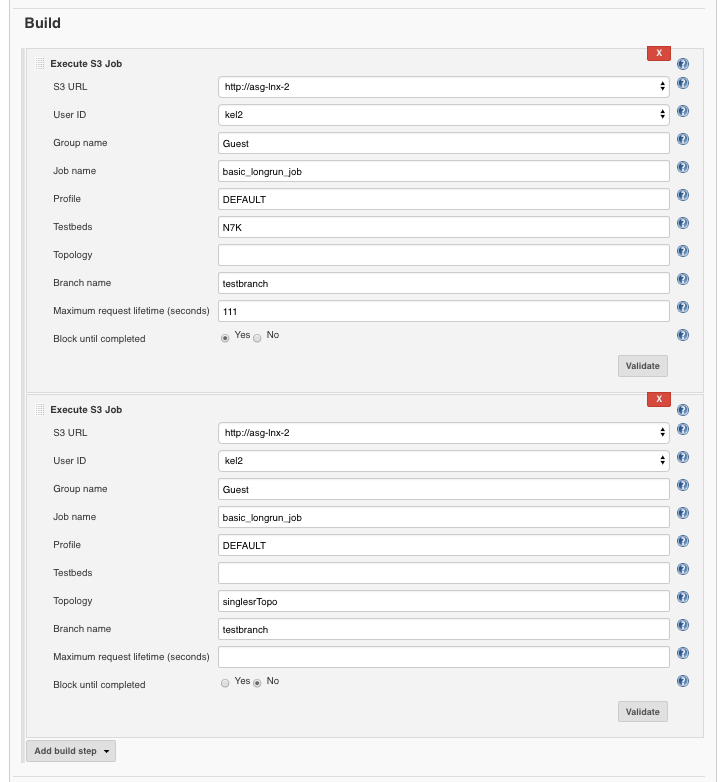 Build
Execute S3 Job
X
?
S3 URL
http://asg-lnx-2
?
User ID
kel2
?
Group name
Guest
?
Job name
basic_longrun_job
?
Profile
DEFAULT
?
Testbeds
N7K
?
Topology
?
Branch name
testbranch
?
Maximum request lifetime (seconds)
111
?
Block until completed
Yes
No
?
Validate
Execute S3 Job
X
?
S3 URL
http://asg-lnx-2
?
User ID
kel2
?
Group name
Guest
?
Job name
basic_longrun_job
?
Profile
DEFAULT
?
Testbeds
?
Topology
singlesrTopo
?
Branch name
testbranch
?
Maximum request lifetime (seconds)
?
Block until completed
Yes
No
?
Validate
Add build step